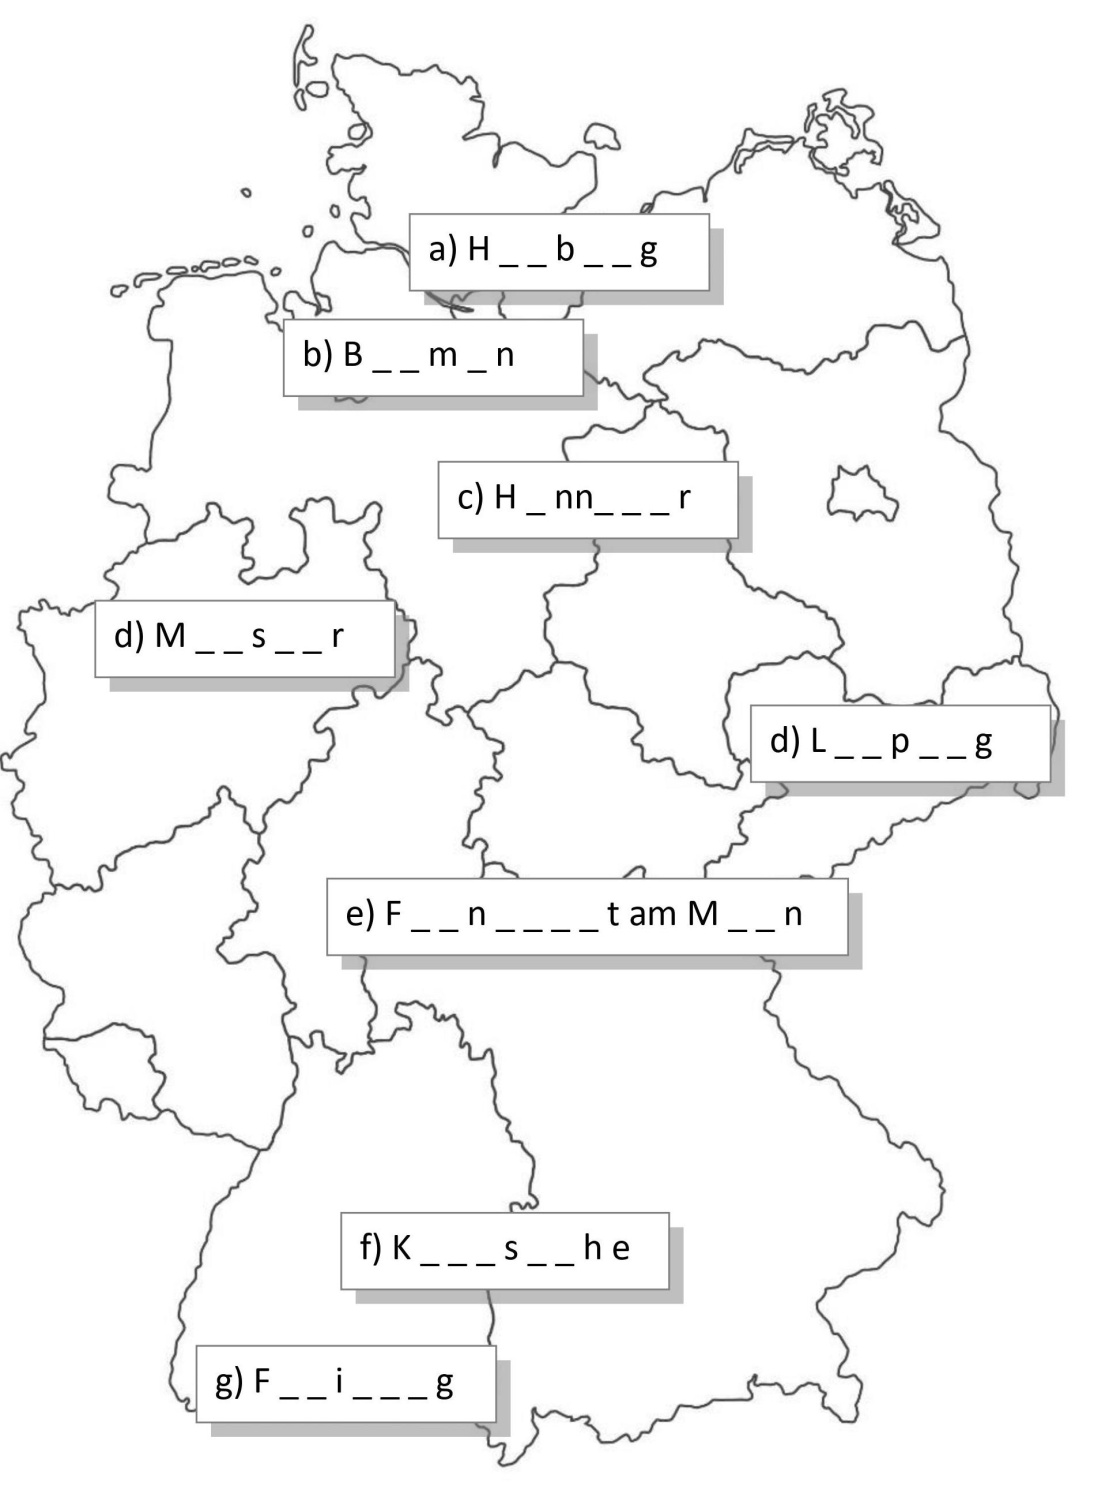 a) H _ _ b _ _ g
b) B _ _ m _ n
c) H _ nn_ _ _ r
d) M _ _ s _ _ r
d) L _ _ p _ _ g
e) F _ _ n _ _ _ _ t am M _ _ n
f) K _ _ _ s _ _ h e
g) F _ _ i _ _ _ g